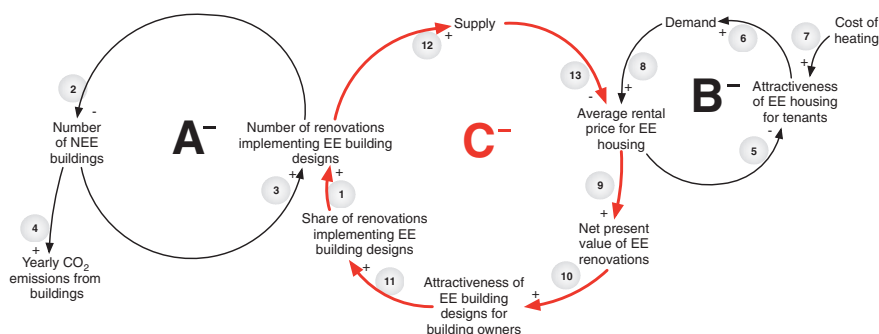 Supply
12
+
Demand
6
+
7
Cost of
heating
2
-
8
+
+
13
-
Attractiveness
of EE housing
for tenants
-
B–
Number
of NEE
buildings
A–
Number of renovations
implementing EE building
designs
C–
Average rental
price for EE
housing
5
3
+
+
1
9
+
4
+
Share of renovations
implementing EE
building designs
+
Net present
value of EE
renovations
Yearly CO2
emissions from
buildings
11
10
+
Attractiveness of
EE building
designs for
building owners